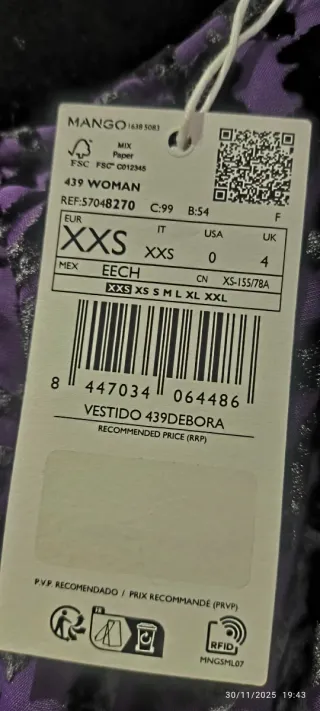 MANGO 1638 5083
MIX
Paper
FSC FSC™ C012345
439 WOMAN
REF:57048270 C:99 B:54 F
EUR IT USA UK
XXS XXS 0 4
MEX EECH CN XS-155/78A
XXS XS S M L XL XXL
8 447034 064486
VESTIDO 439DEBORA
RECOMMENDED PRICE (RRP)
P.V.P. RECOMENDADO / PRIX RECOMMANDÉ (PRVP)
FR
RFID
MNGSML07
30/11/2025 19:43